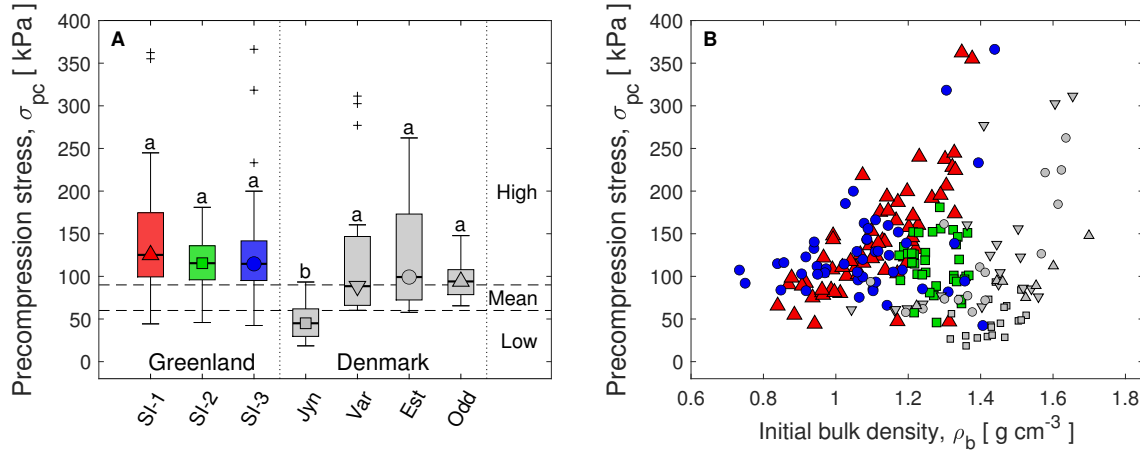 A
Precompression stress, σpc [ kPa]
400
350
300
250
200
150
100
50
0
a
a
a
b
a
a
a
High
Mean
Low
Greenland
Denmark
SI-1
SI-2
SI-3
Jyn
Var
Est
Odd
B
Precompression stress, σpc [ kPa]
400
350
300
250
200
150
100
50
0
0.6
0.8
1
1.2
1.4
1.6
1.8
Initial bulk density, ρb [ g cm-3 ]